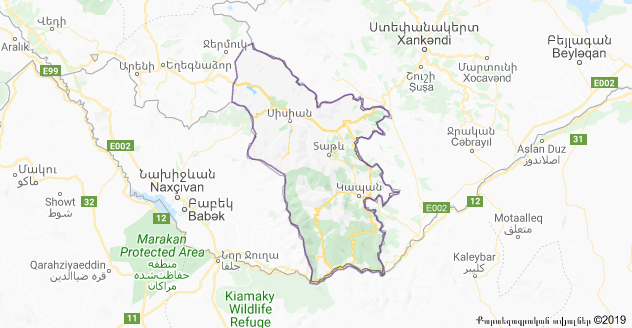 Վեդի
Aralık
E99
Արենի
Եղեգնաձոր
Ջերմուկ
Ստեփանակերտ
Xankəndi
Բեյլագան
Beyləqan
Շուշի
Şuşa
Մարտունի
Xocavənd
E002
Սիսիան
Տաթև
Կապան
Ջրական
Cəbrayıl
31
Aslan Duz
اصلاندوز
E002
Մակու
ماکو
Նախիջևան
Naxçivan
Բաբեկ
Babək
Showt
شوط
32
12
E002
12
Motaalleq
متعلق
Marakan
Protected Area
منطقه
حفاظت‌شده
مراکان
Նոր Ջուղա
جلفا
Qarahziyaeddin
قره ضیاالدین
Kaleybar
کلیبر
11
Kiamaky
Wildlife
Refuge
Քարտեզագրական տվյալներ ©2019